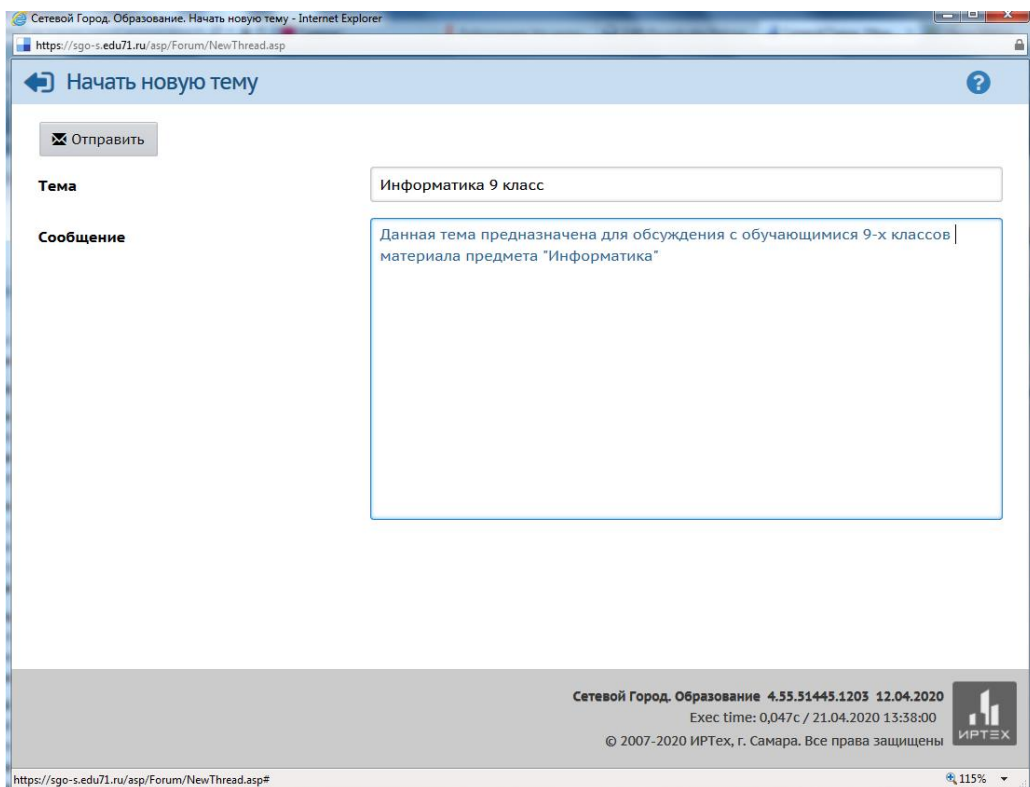 Сетевой Город. Образование. Начать новую тему - Internet Explorer
https://sgo-s.edu71.ru/asp/Forum/NewThread.asp
Начать новую тему
?
Отправить
Тема
Информатика 9 класс
Сообщение
Данная тема предназначена для обсуждения с обучающимися 9-х классов
материала предмета "Информатика"
Сетевой Город. Образование 4.55.51445.1203 12.04.2020
Exec time: 0,047с / 21.04.2020 13:38:00
© 2007-2020 ИРТех, г. Самара. Все права защищены
ИРТЕХ
https://sgo-s.edu71.ru/asp/Forum/NewThread.asp#
115%